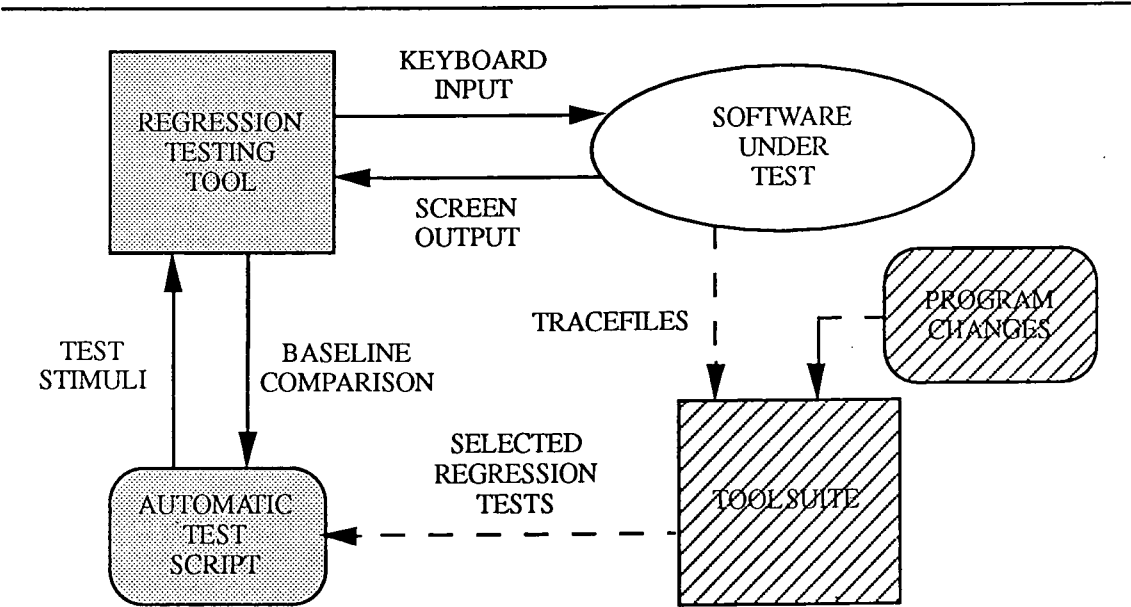 KEYBOARD
INPUT
REGRESSION
TESTING
TOOL
SOFTWARE
UNDER
TEST
SCREEN
OUTPUT
PROGRAM
CHANGES
TRACEFILES
TEST
STIMULI
BASELINE
COMPARISON
SELECTED
REGRESSION
TESTS
AUTOMATIC
TEST
SCRIPT
TOOLSUITE